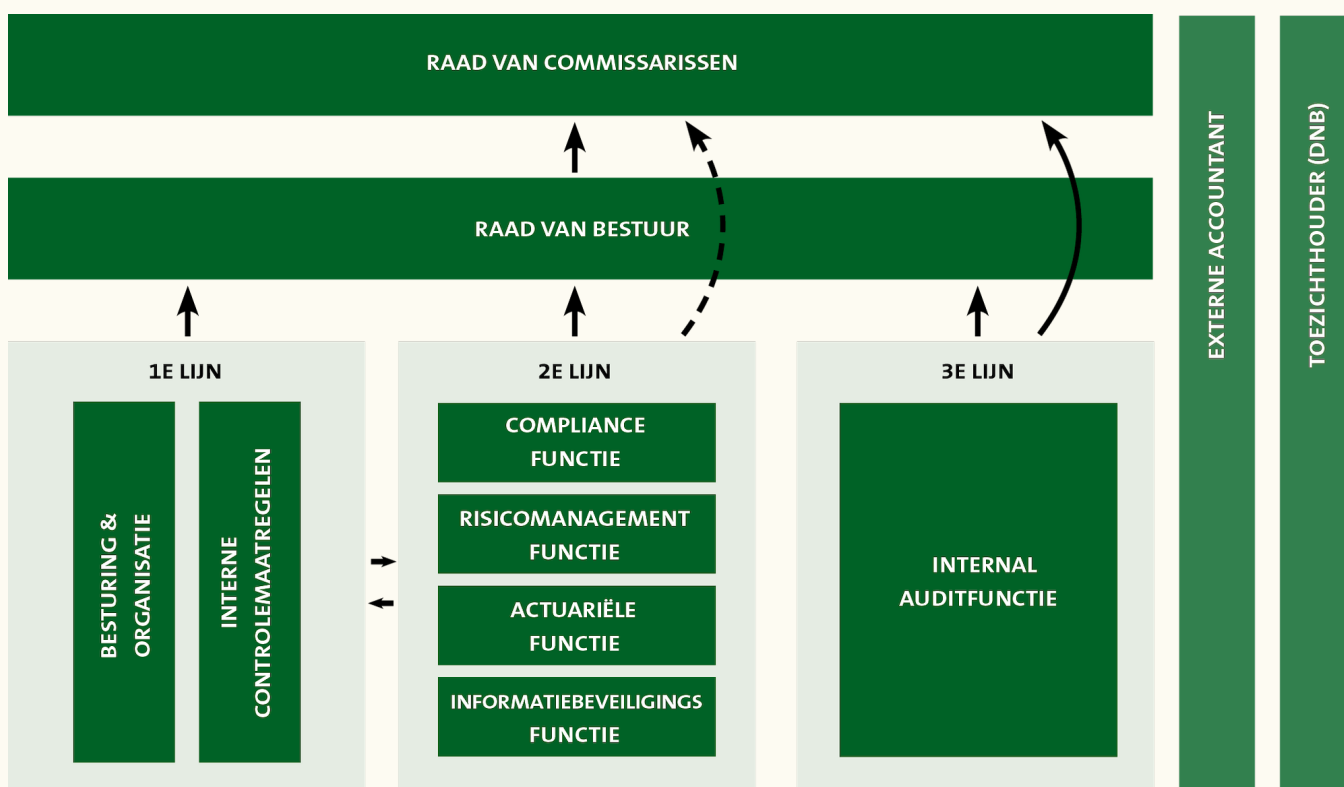 RAAD VAN COMMISSARISSEN
RAAD VAN BESTUUR
1E LIJN
BESTURING &
ORGANISATIE
INTERNE
CONTROLEMAATREGELEN
2E LIJN
COMPLIANCE
FUNCTIE
RISICOMANAGEMENT
FUNCTIE
ACTUARIËLE
FUNCTIE
INFORMATIEBEVEILIGINGS
FUNCTIE
3E LIJN
INTERNAL
AUDITFUNCTIE
EXTERNE ACCOUNTANT
TOEZICHTHOUDER (DNB)